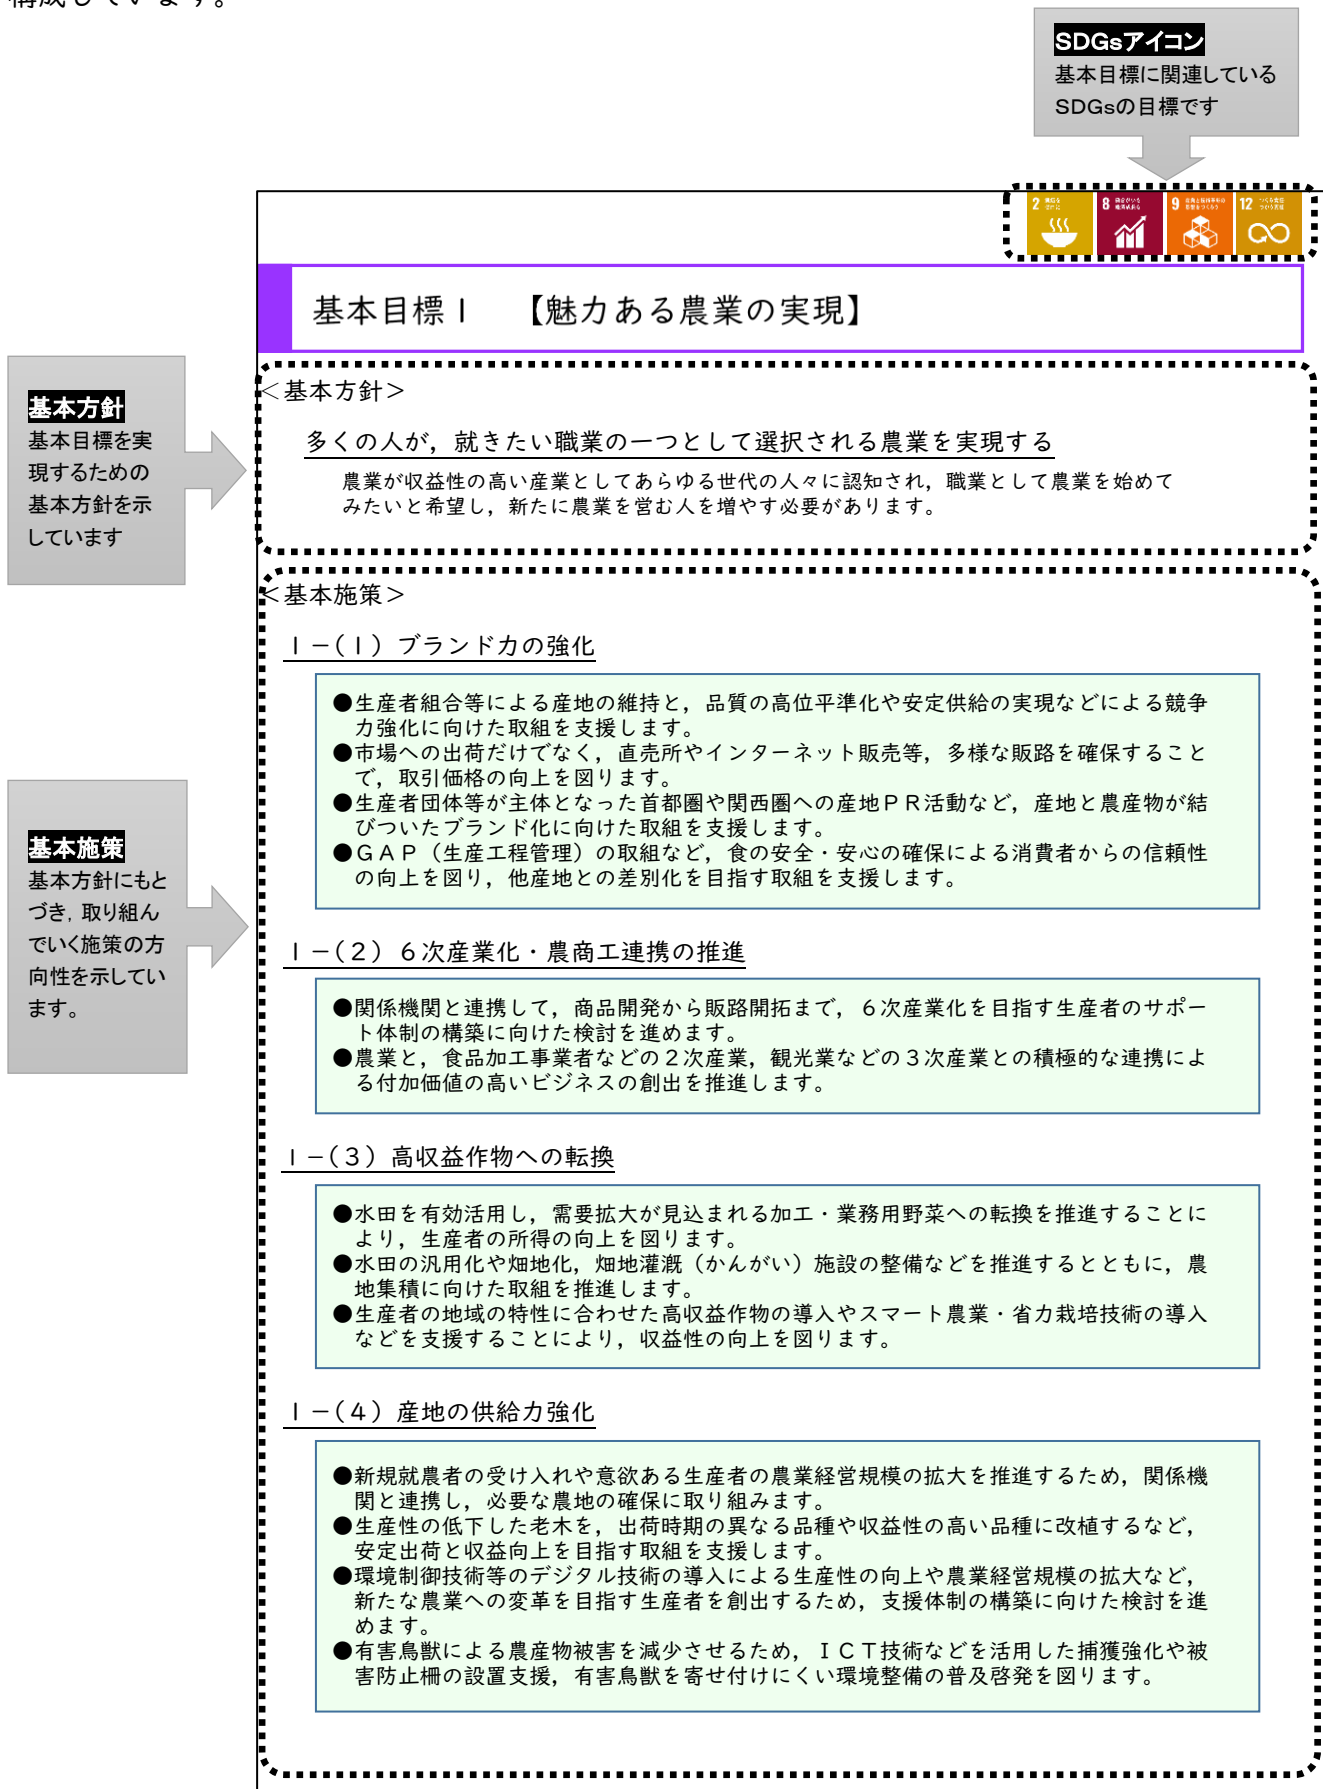 構成しています。
SDGsアイコン
基本目標に関連している
SDGsの目標です
2
8
9
12
基本目標１　【魅力ある農業の実現】
基本方針
基本目標を実
現するための
基本方針を示
しています
＜基本方針＞
多くの人が，就きたい職業の一つとして選択される農業を実現する
農業が収益性の高い産業としてあらゆる世代の人々に認知され，職業として農業を始めて
みたいと希望し，新たに農業を営む人を増やす必要があります。
基本施策
基本方針にもと
づき，取り組ん
でいく施策の方
向性を示してい
ます。
＜基本施策＞
１－(１) ブランド力の強化
●生産者組合等による産地の維持と，品質の高位平準化や安定供給の実現などによる競争
力強化に向けた取組を支援します。
●市場への出荷だけでなく，直売所やインターネット販売等，多様な販路を確保すること
で，取引価格の向上を図ります。
●生産者団体等が主体となった首都圏や関西圏への産地ＰＲ活動など，産地と農産物が結
びついたブランド化に向けた取組を支援します。
●ＧＡＰ（生産工程管理）の取組など，食の安全・安心の確保による消費者からの信頼性
の向上を図り，他産地との差別化を目指す取組を支援します。
１－(２) ６次産業化・農商工連携の推進
●関係機関と連携して，商品開発から販路開拓まで，６次産業化を目指す生産者のサポー
ト体制の構築に向けた検討を進めます。
●農業と，食品加工事業者などの２次産業，観光業などの３次産業との積極的な連携によ
る付加価値の高いビジネスの創出を推進します。
１－(３) 高収益作物への転換
●水田を有効活用し，需要拡大が見込まれる加工・業務用野菜への転換を推進することに
より，生産者の所得の向上を図ります。
●水田の汎用化や畑地化，畑地灌漑（かんがい）施設の整備などを推進するとともに，農
地集積に向けた取組を推進します。
●生産者の地域の特性に合わせた高収益作物の導入やスマート農業・省力栽培技術の導入
などを支援することにより，収益性の向上を図ります。
１－(４) 産地の供給力強化
●新規就農者の受け入れや意欲ある生産者の農業経営規模の拡大を推進するため，関係機
関と連携し，必要な農地の確保に取り組みます。
●生産性の低下した老木を，出荷時期の異なる品種や収益性の高い品種に改植するなど，
安定出荷と収益向上を目指す取組を支援します。
●環境制御技術等のデジタル技術の導入による生産性の向上や農業経営規模の拡大など，
新たな農業への変革を目指す生産者を創出するため，支援体制の構築に向けた検討を進
めます。
●有害鳥獣による農産物被害を減少させるため，ＩＣＴ技術などを活用した捕獲強化や被
害防止柵の設置支援，有害鳥獣を寄せ付けにくい環境整備の普及啓発を図ります。